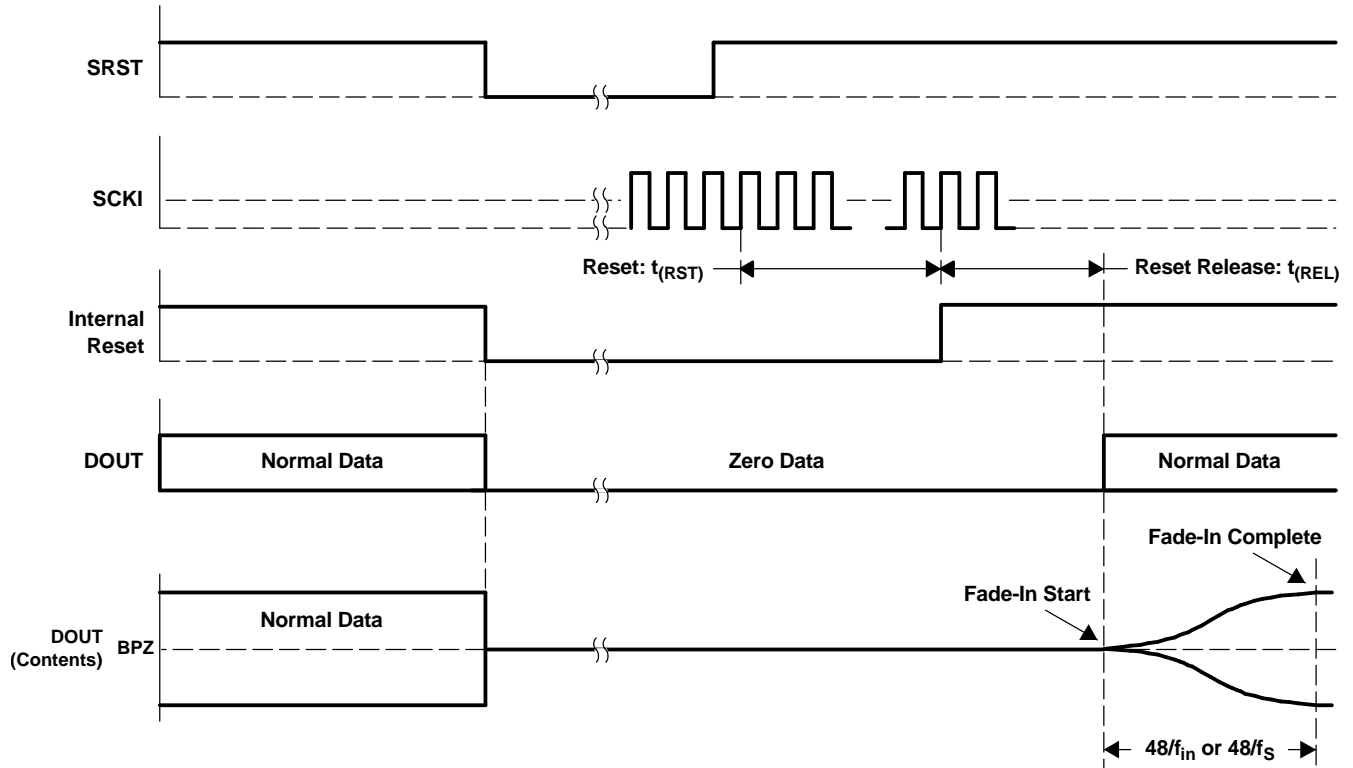 SRST
SCKI
Reset: t(RST)
Reset Release: t(REL)
Internal
Reset
DOUT
Normal Data
Zero Data
Normal Data
Fade-In Complete
Fade-In Start
Normal Data
DOUT
(Contents)
BPZ
48/fin or 48/fS